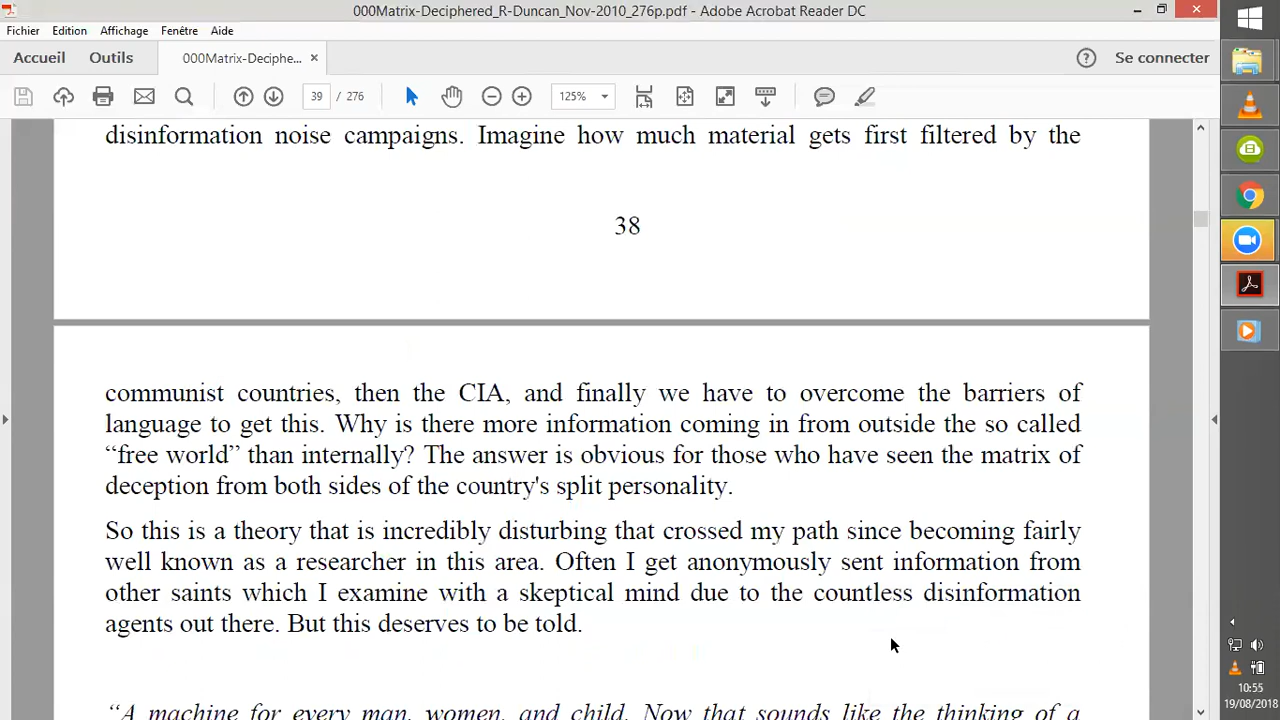 000Matrix-Deciphered_R-Duncan_Nov-2010_276p.pdf - Adobe Acrobat Reader DC
Fichier Edition Affichage Fenêtre Aide
Accueil Outils 000Matrix-Deciphe... × ? Se connecter
39 / 276 125%
disinformation noise campaigns. Imagine how much material gets first filtered by the
38
communist countries, then the CIA, and finally we have to overcome the barriers of
language to get this. Why is there more information coming in from outside the so called
“free world” than internally? The answer is obvious for those who have seen the matrix of
deception from both sides of the country's split personality.
So this is a theory that is incredibly disturbing that crossed my path since becoming fairly
well known as a researcher in this area. Often I get anonymously sent information from
other saints which I examine with a skeptical mind due to the countless disinformation
agents out there. But this deserves to be told.
“A machine for every man, women, and child. Now that sounds like the thinking of a
10:55
19/08/2018